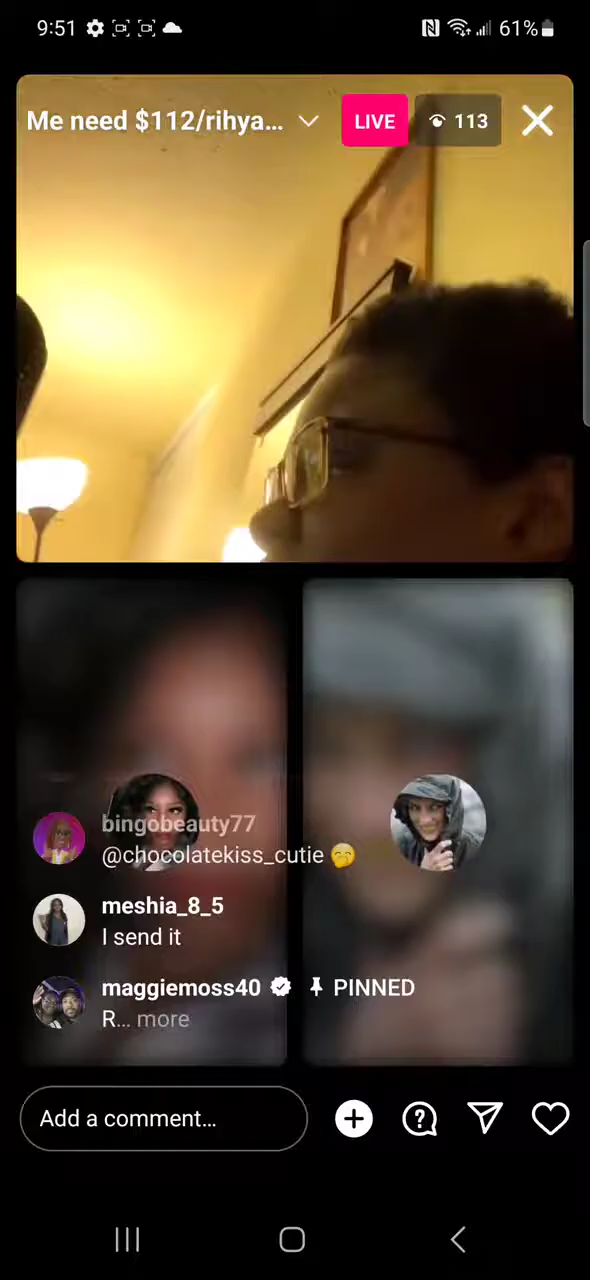 9:51 61%
Me need $112/rihya... LIVE 113
bingobeauty77
@chocolatekiss_cutie 🤭
meshia_8_5
I send it
maggiemoss40 PINNED
R... more
Add a comment...